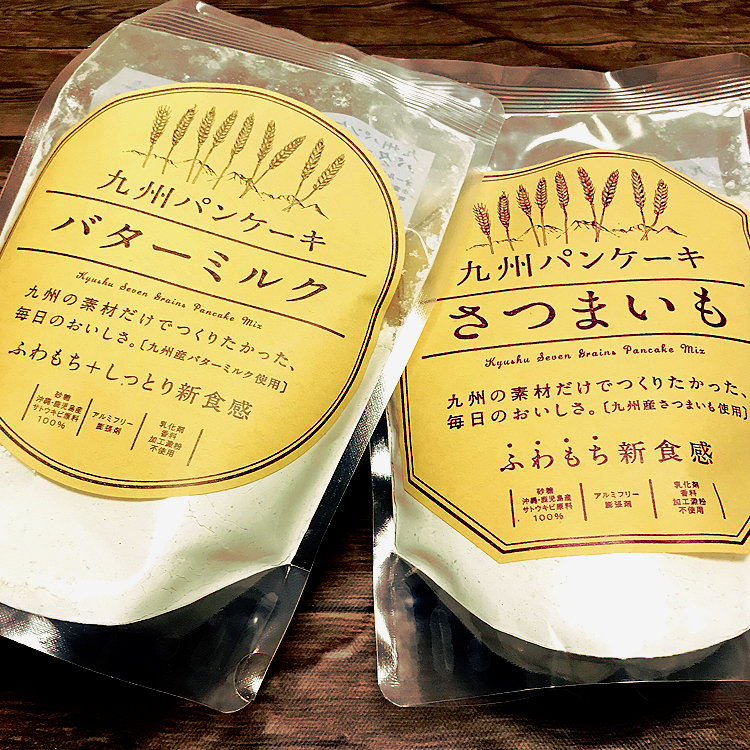 九州パンケーキ
バターミルク
Kyushu Seven Grains Pancake Mix
九州の素材だけでつくりたかった、
毎日のおいしさ。［九州産バターミルク使用］
ふわもち+しっとり新食感
砂糖
沖縄・鹿児島産
サトウキビ原料
100%
アルミフリー
膨張剤
乳化剤
香料
加工澱粉
不使用
九州パンケーキ
さつまいも
Kyushu Seven Grains Pancake Mix
九州の素材だけでつくりたかった、
毎日のおいしさ。［九州産さつまいも使用］
ふわもち新食感
砂糖
沖縄・鹿児島産
サトウキビ原料
100%
アルミフリー
膨張剤
乳化剤
香料
加工澱粉
不使用